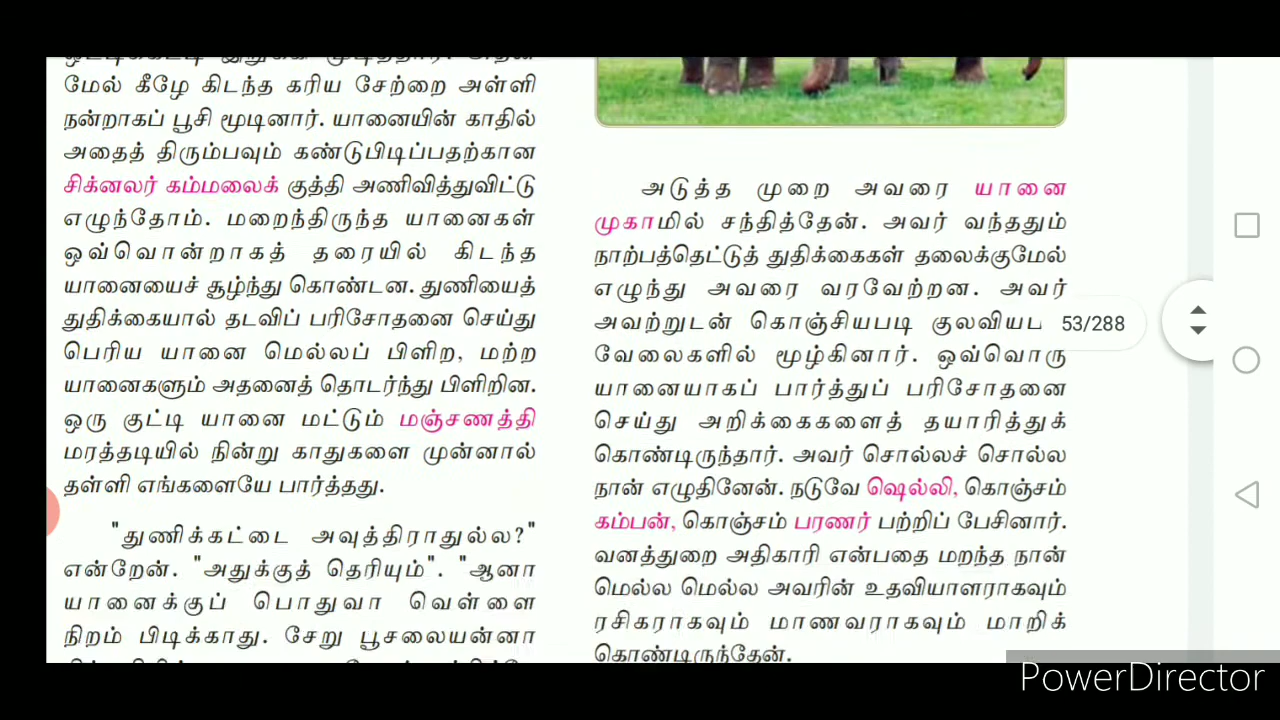 மேல் கீழே கிடந்த கரிய சேற்றை அள்ளி
நன்றாகப் பூசி மூடினார். யானையின் காதில்
அதைத் திரும்பவும் கண்டுபிடிப்பதற்கான
சிக்னலர் கம்மலைக் குத்தி அணிவித்துவிட்டு
எழுந்தோம். மறைந்திருந்த யானைகள்
ஒவ்வொன்றாகத் தரையில் கிடந்த
யானையைச் சூழ்ந்து கொண்டன. துணியைத்
துதிக்கையால் தடவிப் பரிசோதனை செய்து
பெரிய யானை மெல்லப் பிளிற, மற்ற
யானைகளும் அதனைத் தொடர்ந்து பிளிறின.
ஒரு குட்டி யானை மட்டும் மஞ்சணத்தி
மரத்தடியில் நின்று காதுகளை முன்னால்
தள்ளி எங்களையே பார்த்தது.
"துணிக்கட்டை அவுத்திராதுல்ல?"
என்றேன். "அதுக்குத் தெரியும்". "ஆனா
யானைக்குப் பொதுவா வெள்ளை
நிறம் பிடிக்காது. சேறு பூசலையன்னா
அடுத்த முறை அவரை யானை
முகாமில் சந்தித்தேன். அவர் வந்ததும்
நாற்பத்தெட்டுத் துதிக்கைகள் தலைக்குமேல்
எழுந்து அவரை வரவேற்றன. அவர்
அவற்றுடன் கொஞ்சியபடி குலவியப
வேலைகளில் மூழ்கினார். ஒவ்வொரு
யானையாகப் பார்த்துப் பரிசோதனை
செய்து அறிக்கைகளைத் தயாரித்துக்
கொண்டிருந்தார். அவர் சொல்லச் சொல்ல
நான் எழுதினேன். நடுவே ஷெல்லி, கொஞ்சம்
கம்பன், கொஞ்சம் பரணர் பற்றிப் பேசினார்.
வனத்துறை அதிகாரி என்பதை மறந்த நான்
மெல்ல மெல்ல அவரின் உதவியாளராகவும்
ரசிகராகவும் மாணவராகவும் மாறிக்
கொண்டிருந்தேன்.
53/288
PowerDirector